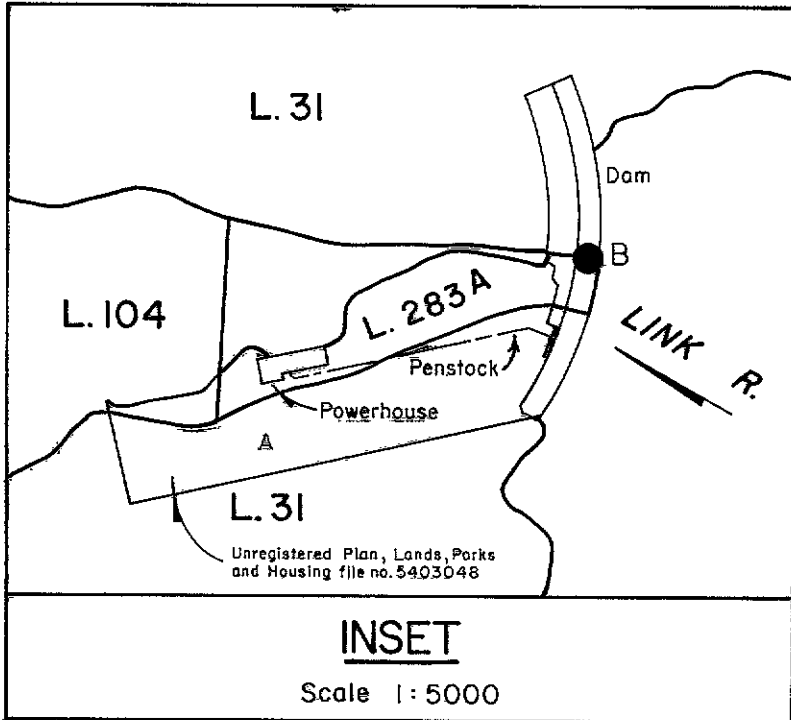 L. 31
Dam
B
L. 283A
L. 104
LINK R.
Penstock
Powerhouse
A
L. 31
Unregistered Plan, Lands, Parks
and Housing file no. 5403048
INSET
Scale 1:5000